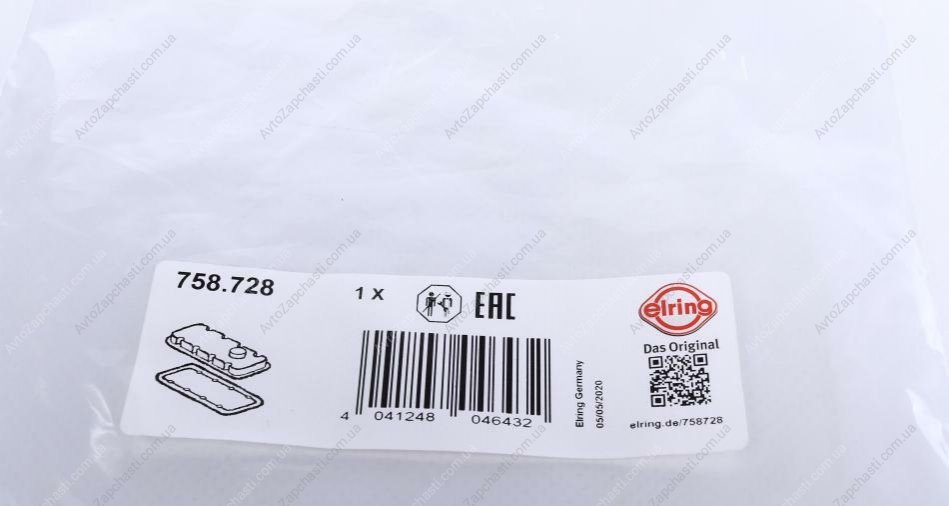 758.728
1 X
EAC
elring
Das Original
4 041248 046432
Elring Germany
05/05/2020
elring.de/758728
AvtoZapchasti.com.ua